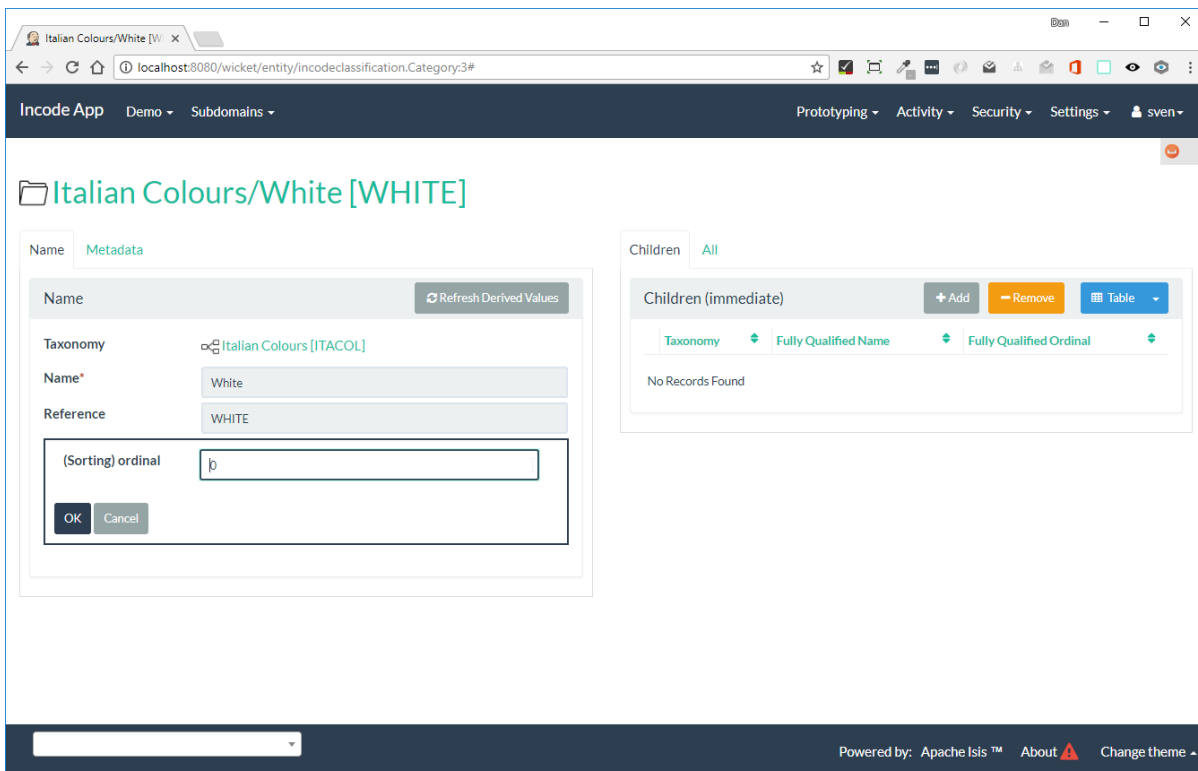 Dan
Italian Colours/White [W
localhost:8080/wicket/entity/incodeclassification.Category:3#
Incode App Demo Subdomains Prototyping Activity Security Settings sven
Italian Colours/White [WHITE]
Name Metadata
Children All
Name Refresh Derived Values
Children (immediate) Add Remove Table
Taxonomy Italian Colours [ITACOL]
Taxonomy Fully Qualified Name Fully Qualified Ordinal
Name* White
No Records Found
Reference WHITE
(Sorting) ordinal 0
OK Cancel
Powered by: Apache Isis ™ About Change theme